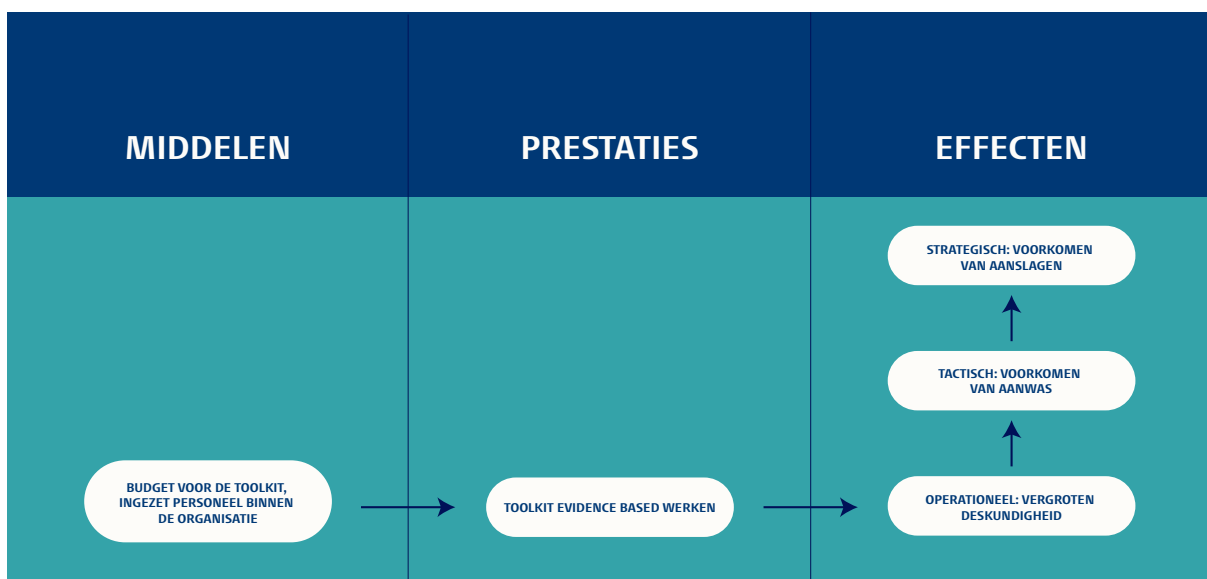 MIDDELEN
PRESTATIES
EFFECTEN
STRATEGISCH: VOORKOMEN
VAN AANSLAGEN
TACTISCH: VOORKOMEN
VAN AANWAS
BUDGET VOOR DE TOOLKIT,
INGEZET PERSONEEL BINNEN
DE ORGANISATIE
TOOLKIT EVIDENCE BASED WERKEN
OPERATIONEEL: VERGROTEN
DESKUNDIGHEID